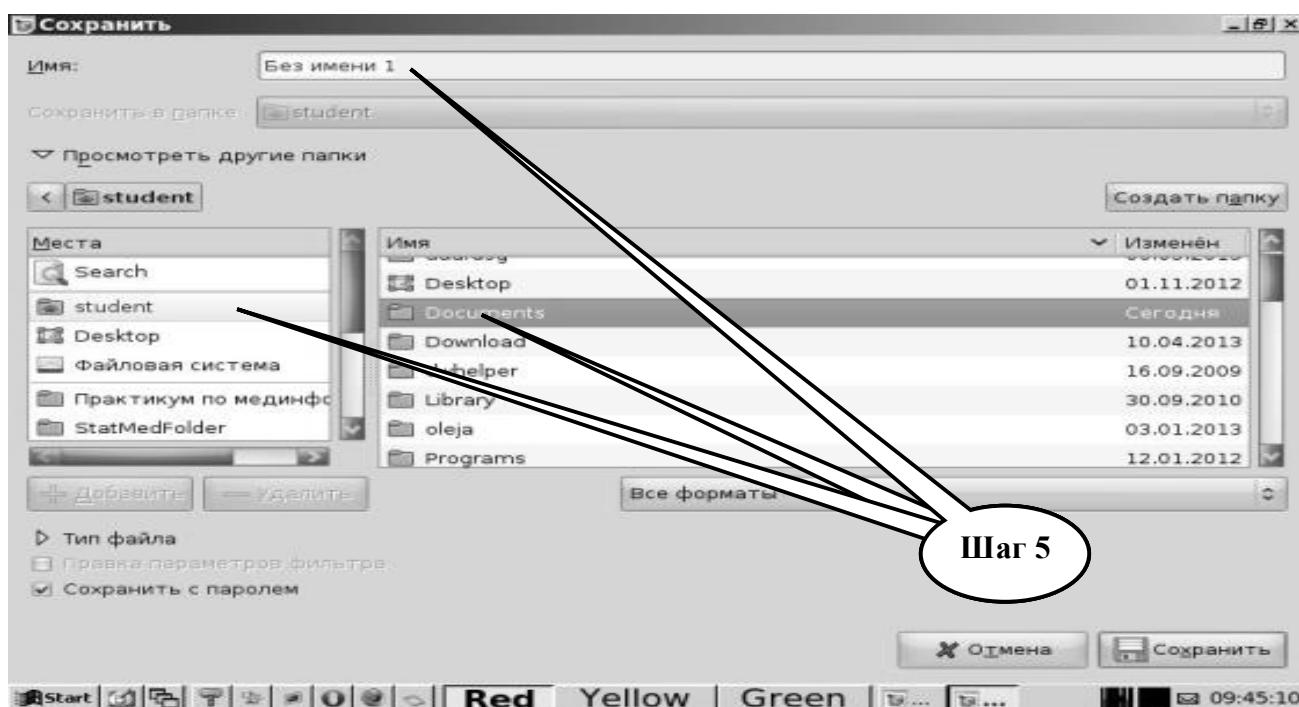 Сохранить
Имя: Без имени 1
Сохранить в папке: student
Просмотреть другие папки
< student Создать папку
Места Имя Изменён
Search
Desktop 01.11.2012
student Documents Сегодня
Desktop Download 10.04.2013
Файловая система 16.09.2009
Практикум по мединфо Library 30.09.2010
StatMedFolder oleja 03.01.2013
Programs 12.01.2012
Добавить Удалить Все форматы
Шаг 5
Тип файла
Правка параметров фильтра
Сохранить с паролем
Отмена Сохранить
Start Red Yellow Green 09:45:10